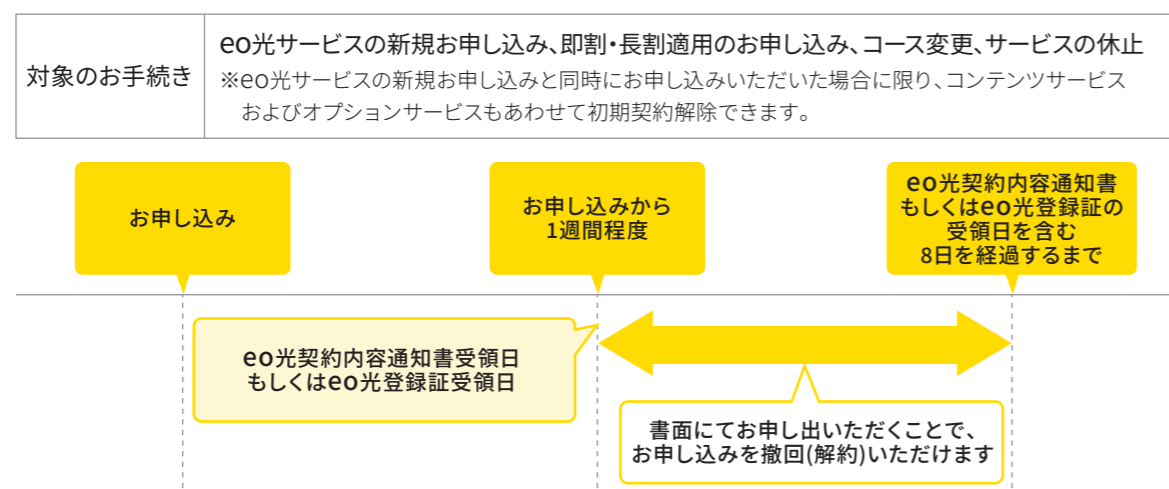 対象のお手続き
eo光サービスの新規お申し込み、即割・長割適用のお申し込み、コース変更、サービスの休止
※eo光サービスの新規お申し込みと同時にお申し込みいただいた場合に限り、コンテンツサービス
およびオプションサービスもあわせて初期契約解除できます。
お申し込み
お申し込みから
1週間程度
eo光契約内容通知書
もしくはeo光登録証の
受領日を含む
8日を経過するまで
eo光契約内容通知書受領日
もしくはeo光登録証受領日
書面にてお申し出いただくことで、
お申し込みを撤回(解約)いただけます